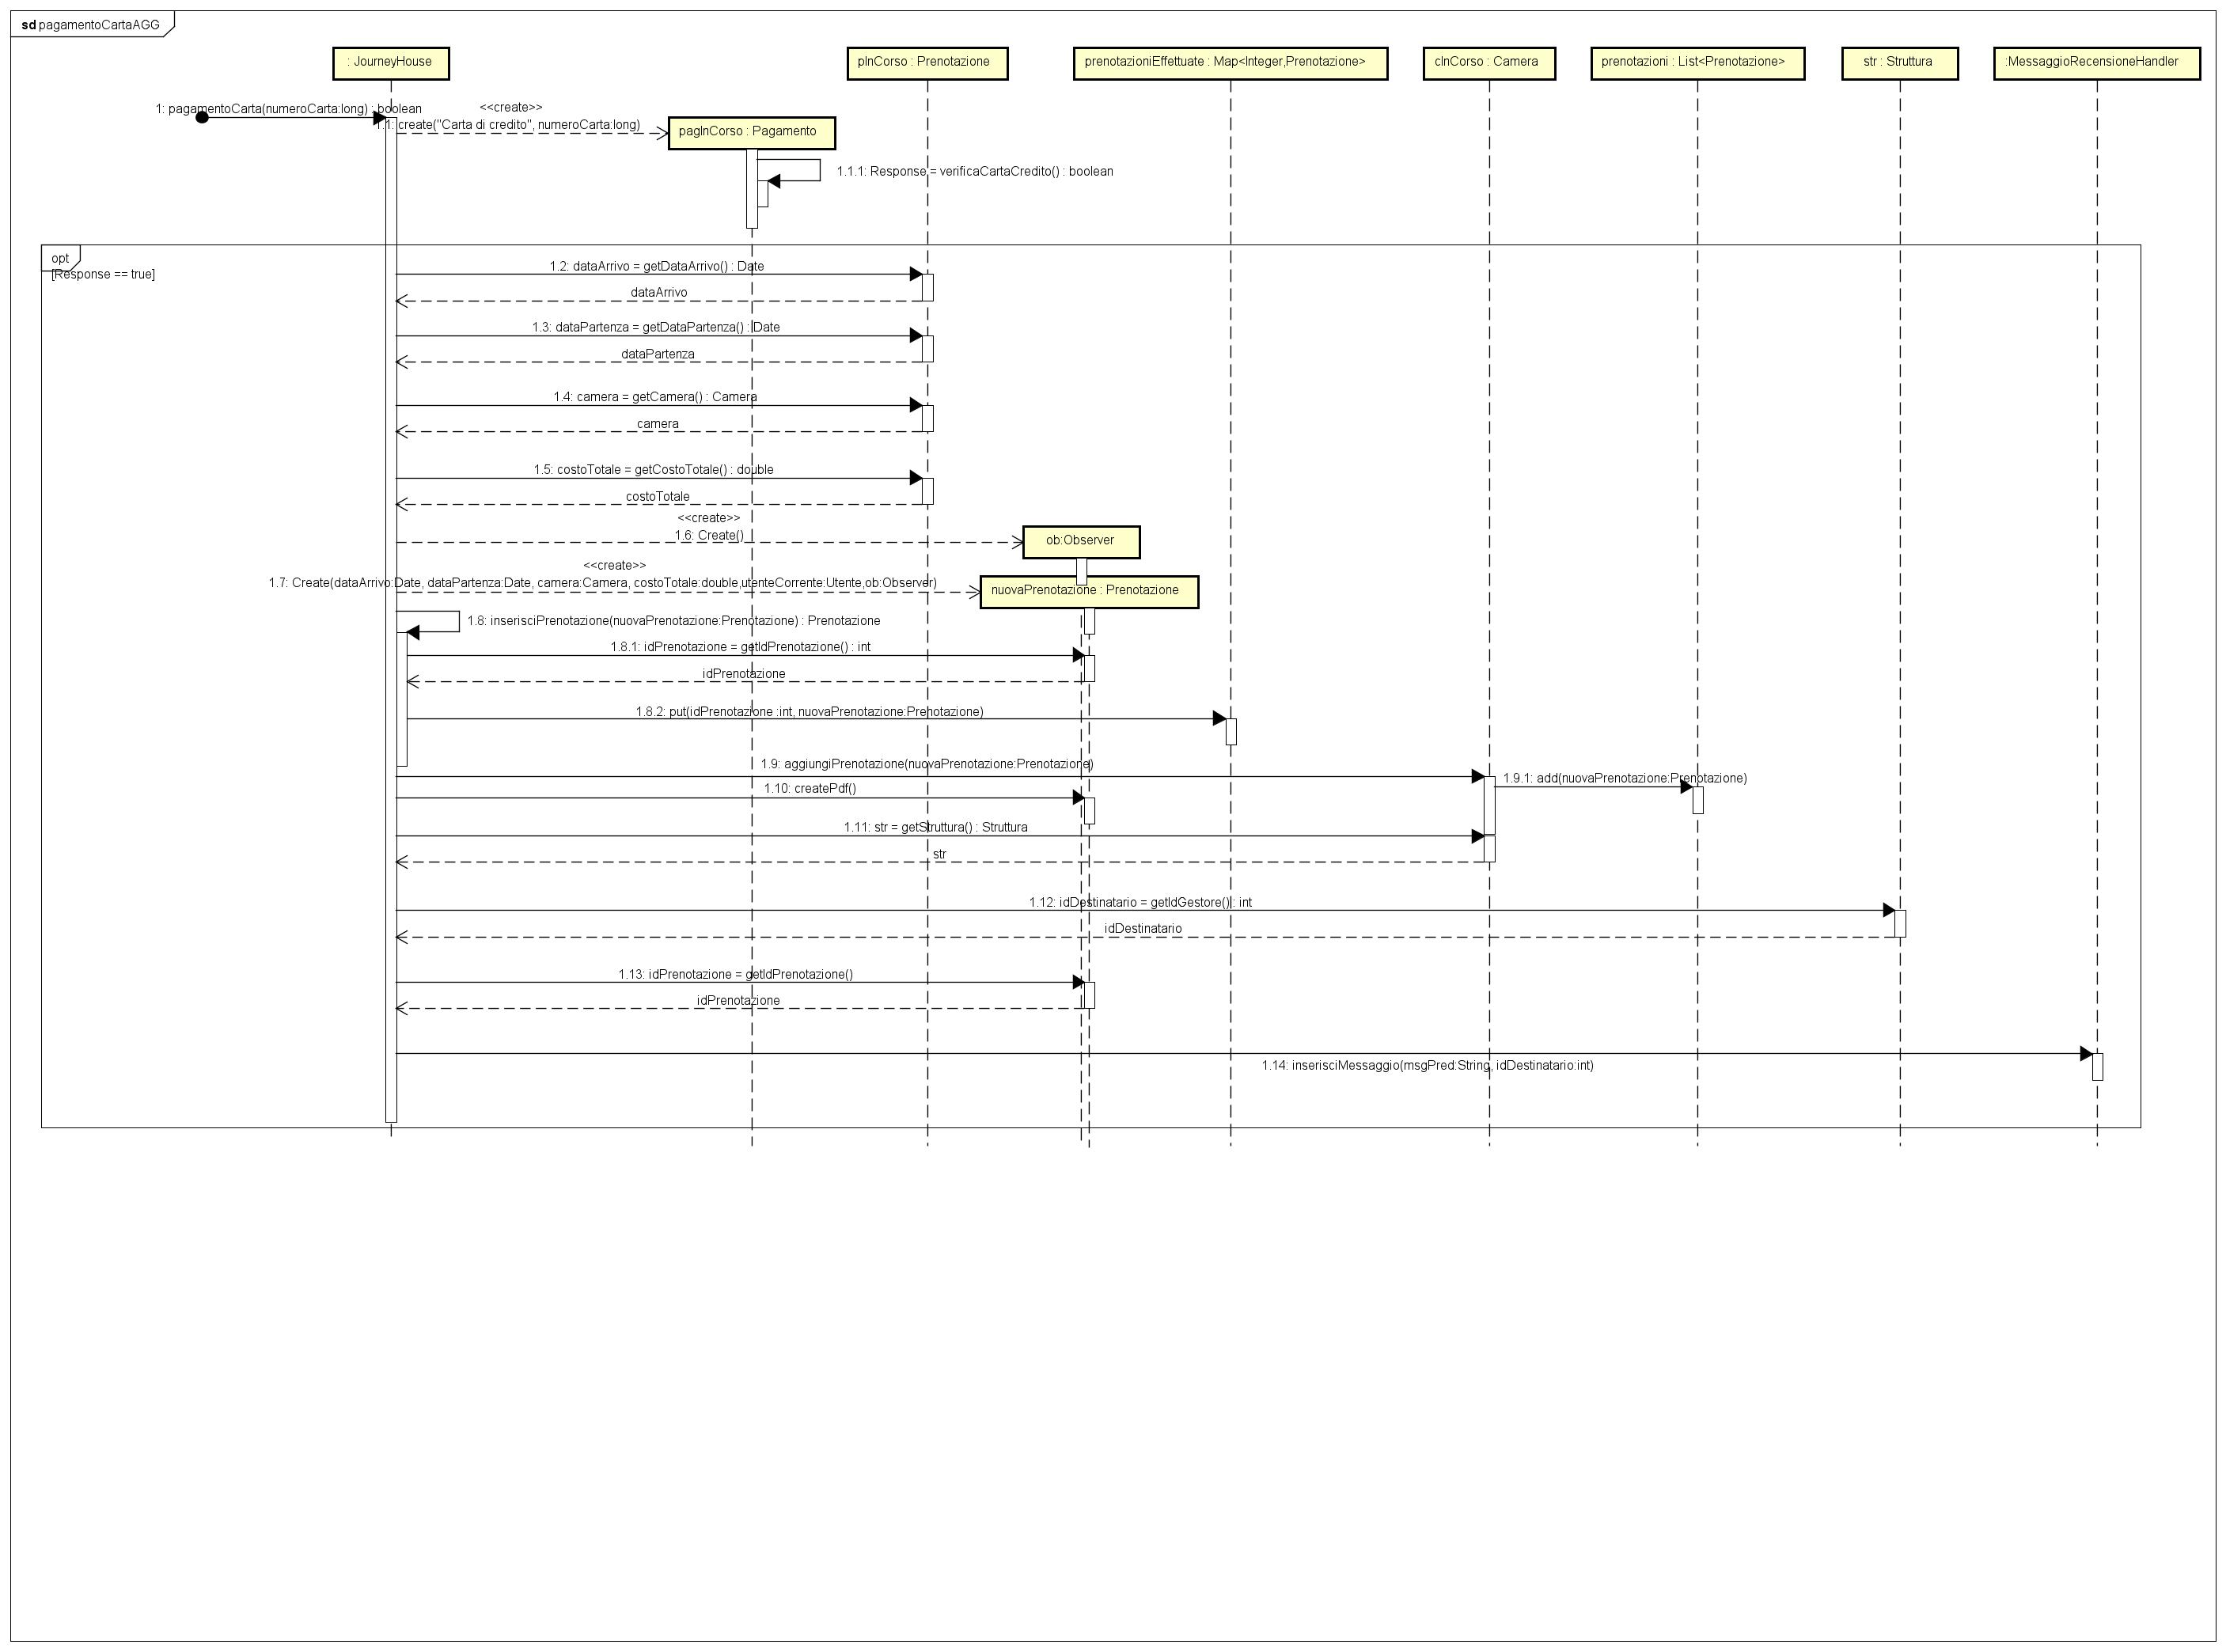 sd pagamentoCartaAGG
: JourneyHouse
pInCorso : Prenotazione
prenotazioniEffettuate : Map<Integer,Prenotazione>
cInCorso : Camera
prenotazioni : List<Prenotazione>
str : Struttura
:MessaggioRecensioneHandler
1: pagamentoCarta(numeroCarta:long) : boolean
<<create>>
1.1: create("Carta di credito", numeroCarta:long)
pagInCorso : Pagamento
1.1.1: Response = verificaCartaCredito() : boolean
opt
[Response == true]
1.2: dataArrivo = getDataArrivo() : Date
dataArrivo
1.3: dataPartenza = getDataPartenza() : Date
dataPartenza
1.4: camera = getCamera() : Camera
camera
1.5: costoTotale = getCostoTotale() : double
costoTotale
<<create>>
1.6: Create()
ob:Observer
<<create>>
1.7: Create(dataArrivo:Date, dataPartenza:Date, camera:Camera, costoTotale:double,utenteCorrente:Utente,ob:Observer)
nuovaPrenotazione : Prenotazione
1.8: inserisciPrenotazione(nuovaPrenotazione:Prenotazione) : Prenotazione
1.8.1: idPrenotazione = getIdPrenotazione() : int
idPrenotazione
1.8.2: put(idPrenotazione :int, nuovaPrenotazione:Prenotazione)
1.9: aggiungiPrenotazione(nuovaPrenotazione:Prenotazione)
1.9.1: add(nuovaPrenotazione:Prenotazione)
1.10: createPdf()
1.11: str = getStruttura() : Struttura
str
1.12: idDestinatario = getIdGestore() : int
idDestinatario
1.13: idPrenotazione = getIdPrenotazione()
idPrenotazione
1.14: inserisciMessaggio(msgPred:String, idDestinatario:int)